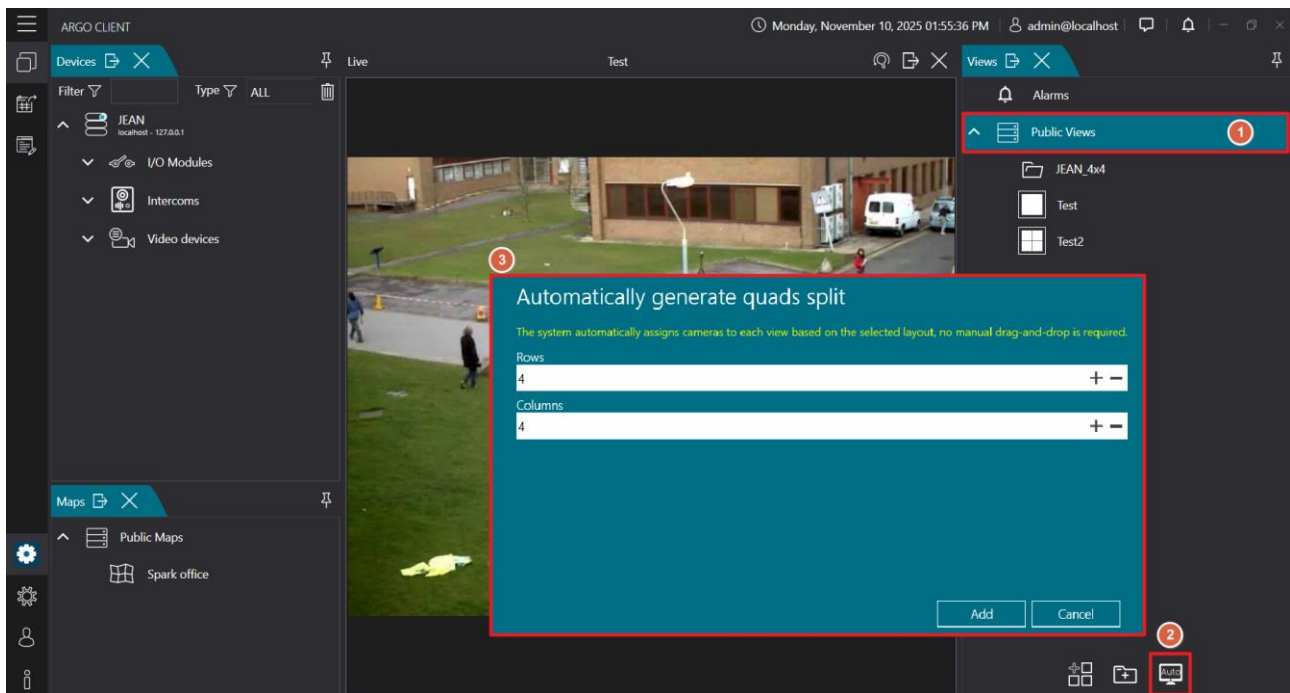 ARGO CLIENT
Monday, November 10, 2025 01:55:36 PM
admin@localhost
Devices
Live
Test
Views
Filter
Type
ALL
JEAN
localhost - 127.0.0.1
I/O Modules
Intercoms
Video devices
Alarms
Public Views
1
JEAN_4x4
Test
Test2
3
Automatically generate quads split
The system automatically assigns cameras to each view based on the selected layout, no manual drag-and-drop is required.
Rows
4
Columns
4
Add
Cancel
Maps
Public Maps
Spark office
2
Auto